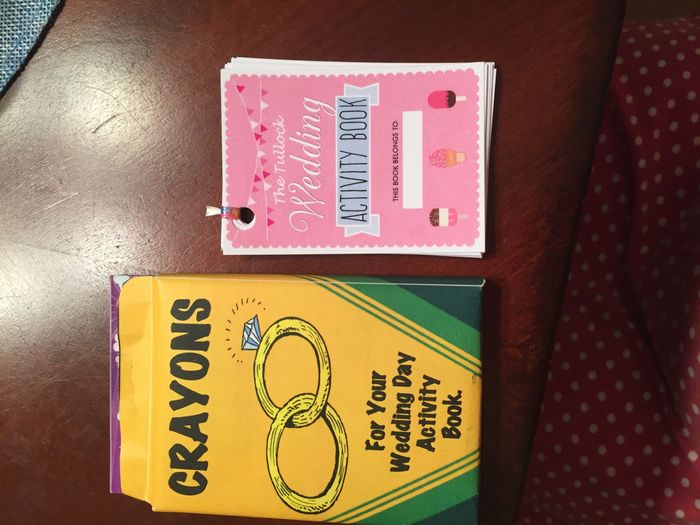 The Tullock
Wedding
ACTIVITY BOOK
THIS BOOK BELONGS TO:
CRAYONS
For Your
Wedding Day
Activity
Book.